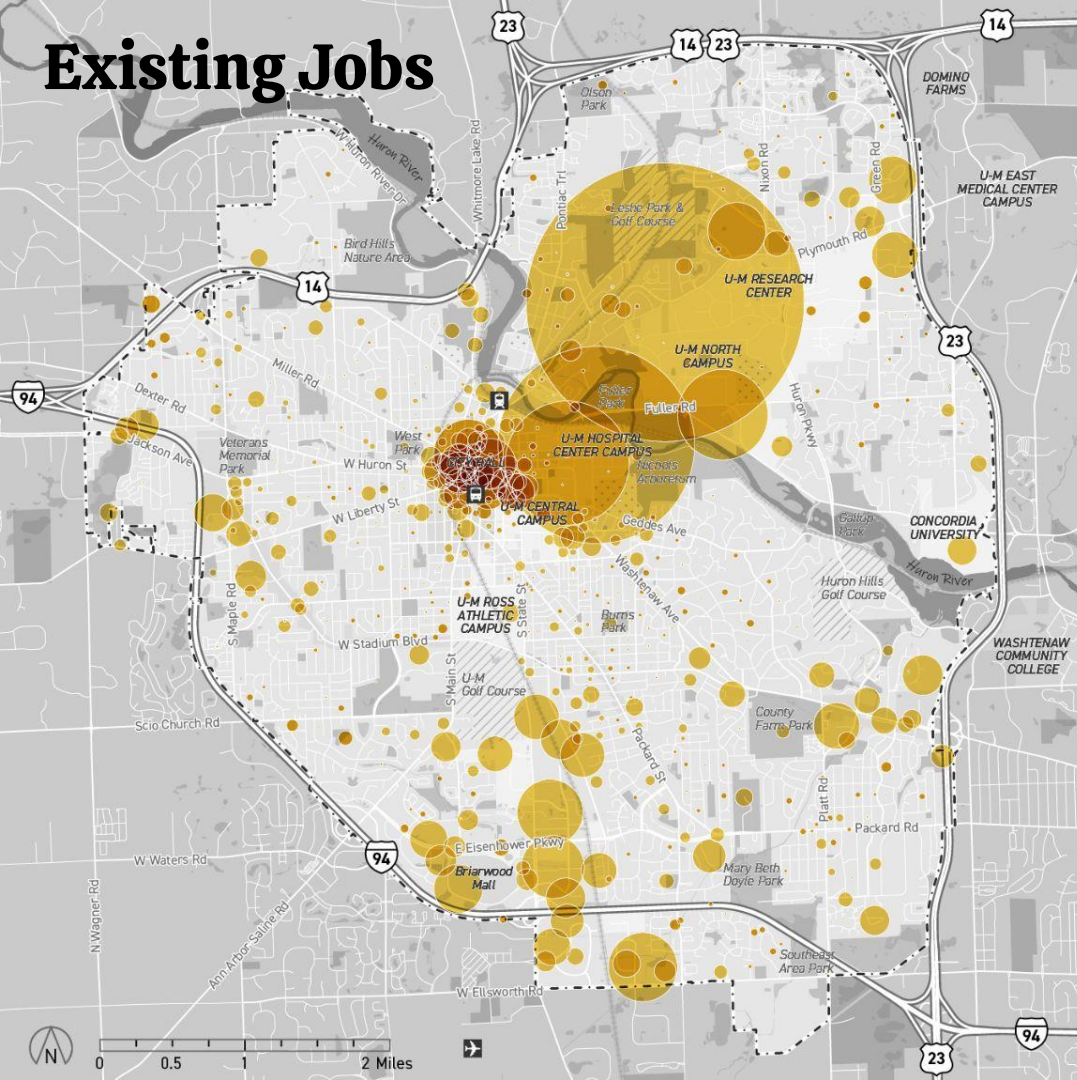 Existing Jobs
23
14
14
23
DOMINO
FARMS
Olson
Park
W Huron River Dr
Huron River
Whitmore Lake Rd
Pontiac Trl
Nixon Rd
Green Rd
U-M EAST
MEDICAL CENTER
CAMPUS
Leslie Park &
Golf Course
Bird Hills
Nature Area
Plymouth Rd
U-M RESEARCH
CENTER
14
23
U-M NORTH
CAMPUS
Miller Rd
94
Dexter Rd
Fuller
Park
Fuller Rd
Huron Pkwy
Jackson Ave
Veterans
Memorial
Park
West
Park
W Huron St
U-M HOSPITAL
CENTER CAMPUS
Nichols
Arboretum
W Liberty St
U-M CENTRAL
CAMPUS
Geddes Ave
Gallup
Park
CONCORDIA
UNIVERSITY
Huron River
Huron Hills
Golf Course
Washtenaw Ave
S Maple Rd
U-M ROSS
ATHLETIC
CAMPUS
S State St
Burns
Park
W Stadium Blvd
WASHTENAW
COMMUNITY
COLLEGE
S Main St
U-M
Golf Course
Scio Church Rd
County
Farm Park
Packard St
Platt Rd
Packard Rd
E Eisenhower Pkwy
94
W Waters Rd
Briarwood
Mall
Mary Beth
Doyle Park
N Wagner Rd
Ann Arbor Saline Rd
Southeast
Area Park
W Ellsworth Rd
N
0
0.5
1
2 Miles
94
23